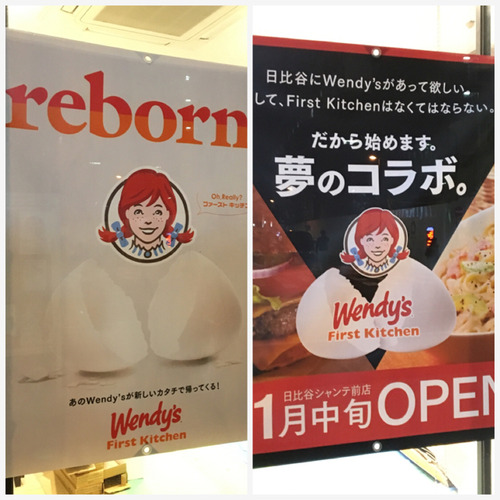 reborn
Oh, Really?
ファーストキッチン
あのWendy'sが新しいカタチで帰ってくる!
Wendy's
First Kitchen
日比谷にWendy'sがあって欲しい。
して、First Kitchenはなくてはならない。
だから始めます。
夢のコラボ。
Wendy's
First Kitchen
日比谷シャンテ前店
1月中旬OPEN